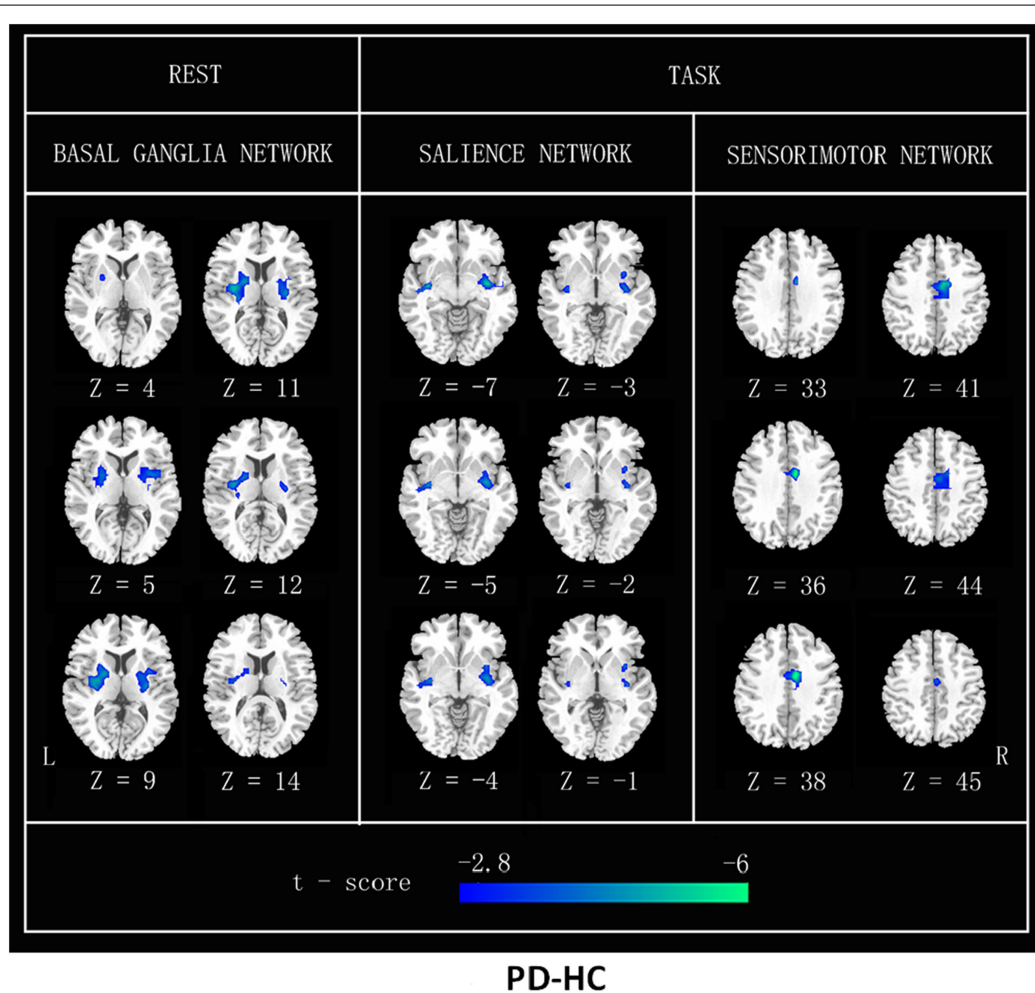 REST
TASK
BASAL GANGLIA NETWORK
SALIENCE NETWORK
SENSORIMOTOR NETWORK
Z = 4
Z = 11
Z = -7
Z = -3
Z = 33
Z = 41
Z = 5
Z = 12
Z = -5
Z = -2
Z = 36
Z = 44
L
R
Z = 9
Z = 14
Z = -4
Z = -1
Z = 38
Z = 45
-2.8
-6
t - score
PD-HC